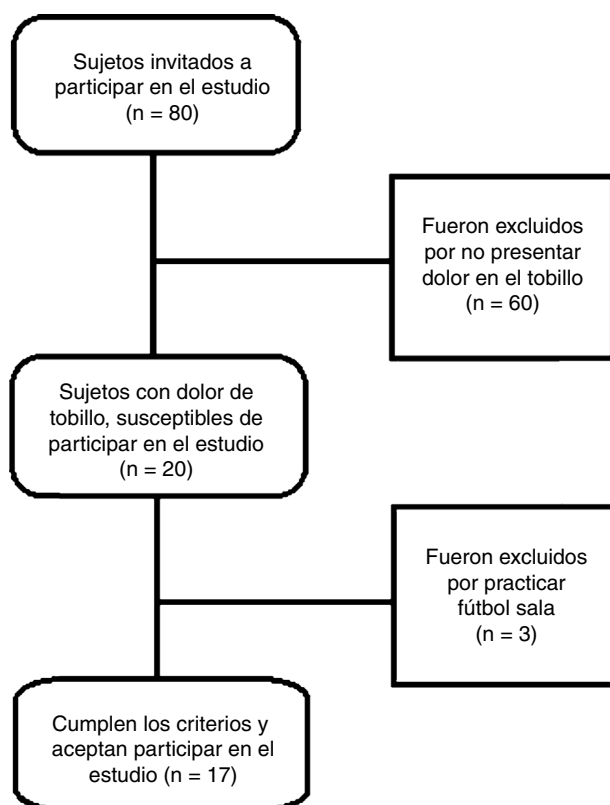 Sujetos invitados a
participar en el estudio
(n = 80)
Fueron excluidos
por no presentar
dolor en el tobillo
(n = 60)
Sujetos con dolor de
tobillo, susceptibles de
participar en el estudio
(n = 20)
Fueron excluidos
por practicar
fútbol sala
(n = 3)
Cumplen los criterios y
aceptan participar en el
estudio (n = 17)